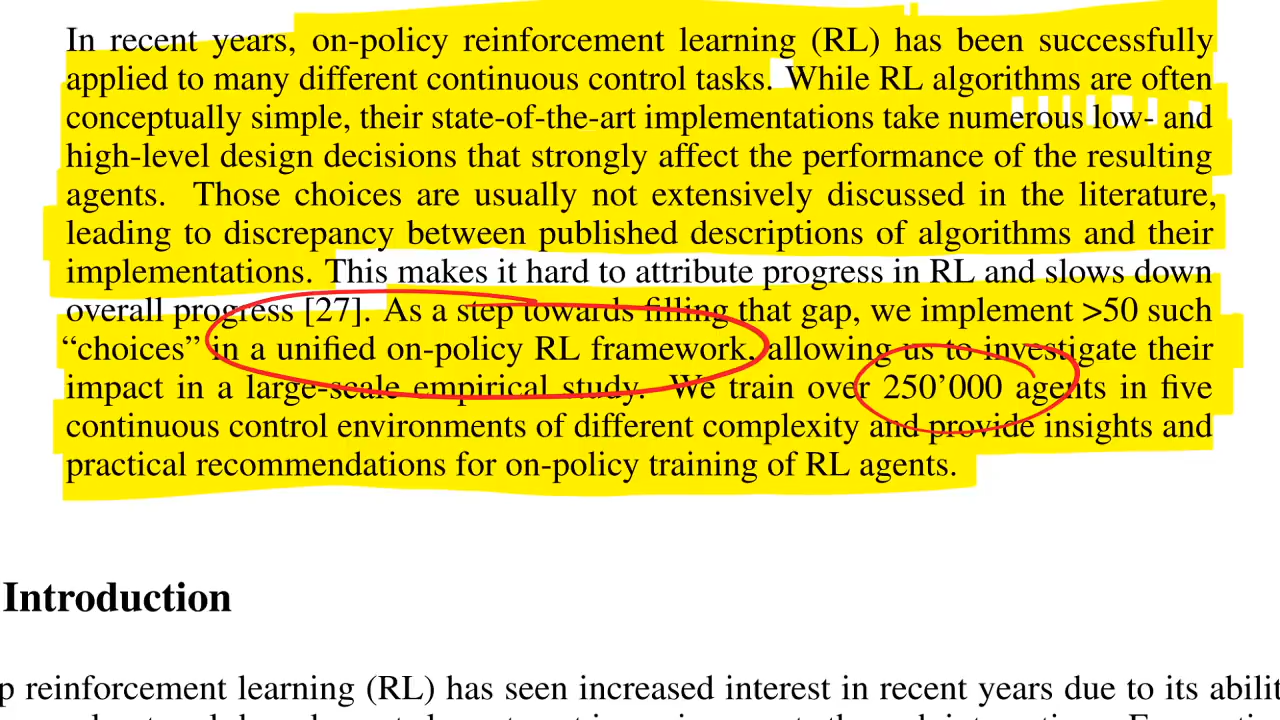 In recent years, on-policy reinforcement learning (RL) has been successfully
applied to many different continuous control tasks. While RL algorithms are often
conceptually simple, their state-of-the-art implementations take numerous low- and
high-level design decisions that strongly affect the performance of the resulting
agents. Those choices are usually not extensively discussed in the literature,
leading to discrepancy between published descriptions of algorithms and their
implementations. This makes it hard to attribute progress in RL and slows down
overall progress [27]. As a step towards filling that gap, we implement >50 such
“choices” in a unified on-policy RL framework, allowing us to investigate their
impact in a large-scale empirical study. We train over 250’000 agents in five
continuous control environments of different complexity and provide insights and
practical recommendations for on-policy training of RL agents.
Introduction
p reinforcement learning (RL) has seen increased interest in recent years due to its abilit